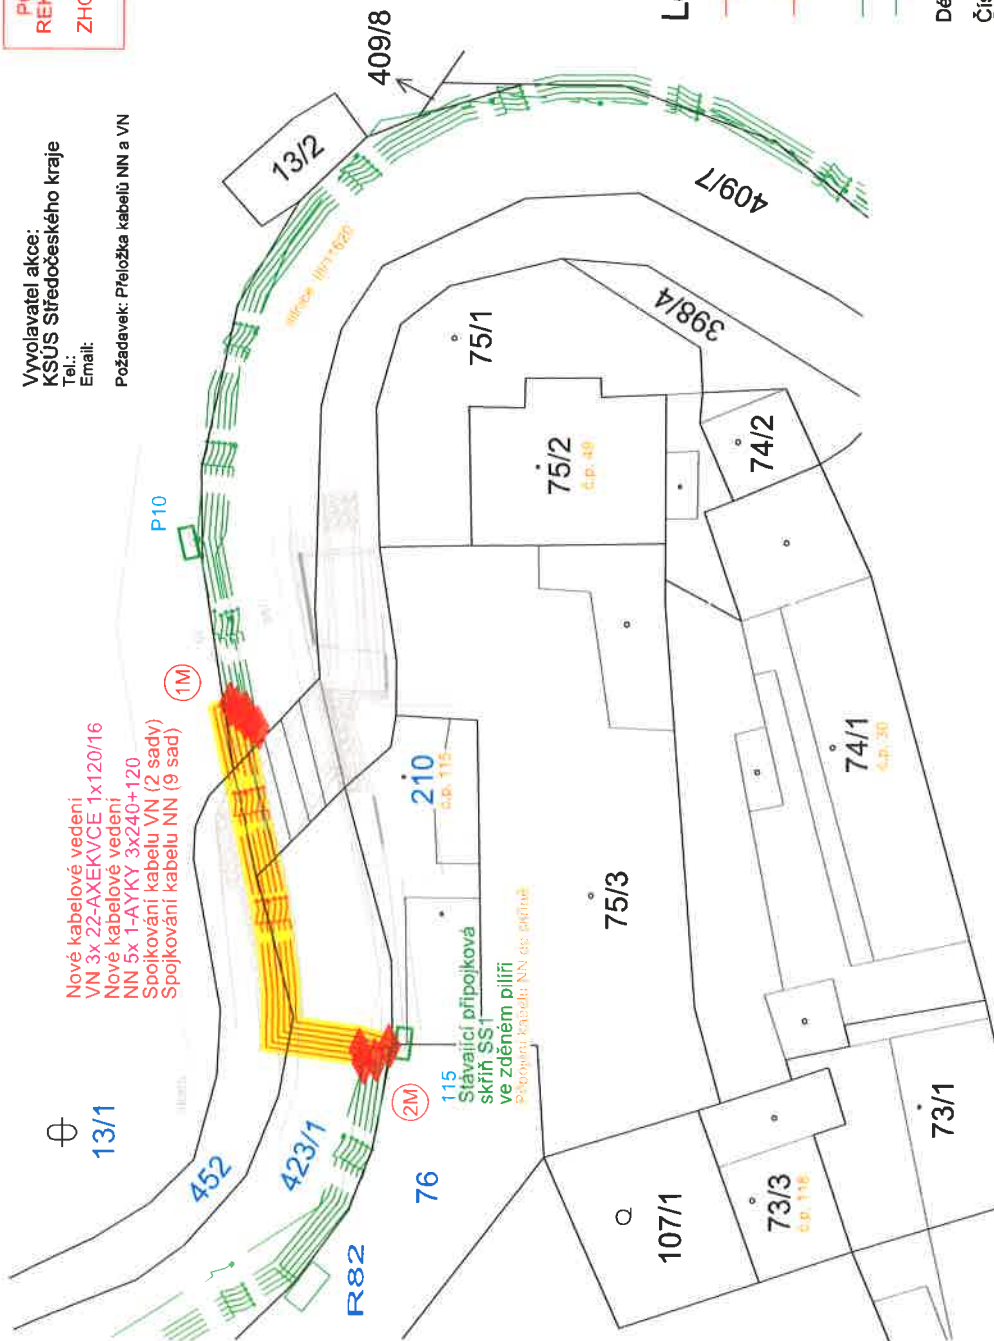 Vyvolavatel akce:
KSÚS Středočeského kraje
Tel.:
Email:
Požadavek: Přeložka kabelů NN a VN
409/8
13/2
409/7
398/4
75/1
75/2
č.p. 49
74/2
P10
1M
Nové kabelové vedení
VN 3x 22-AXEKVCE 1x120/16
Nové kabelové vedení
NN 5x 1-AYKY 3x240+120
Spojkování kabelu VN (2 sady)
Spojkování kabelu NN (9 sad)
210
č.p. 115
74/1
č.p. 30
75/3
115
Stávající přípojková
skříň SS1
ve zděném pilíři
2M
13/1
452
423/1
76
R82
107/1
73/3
č.p. 118
73/1